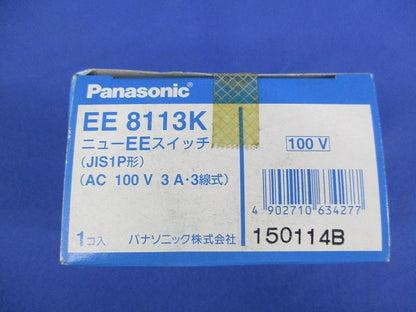 Panasonic
EE 8113K
ニューEEスイッチ
(JIS1P形)
(AC 100 V 3 A・3線式)
100 V
4 902710 634277
1コ入
パナソニック株式会社
150114B